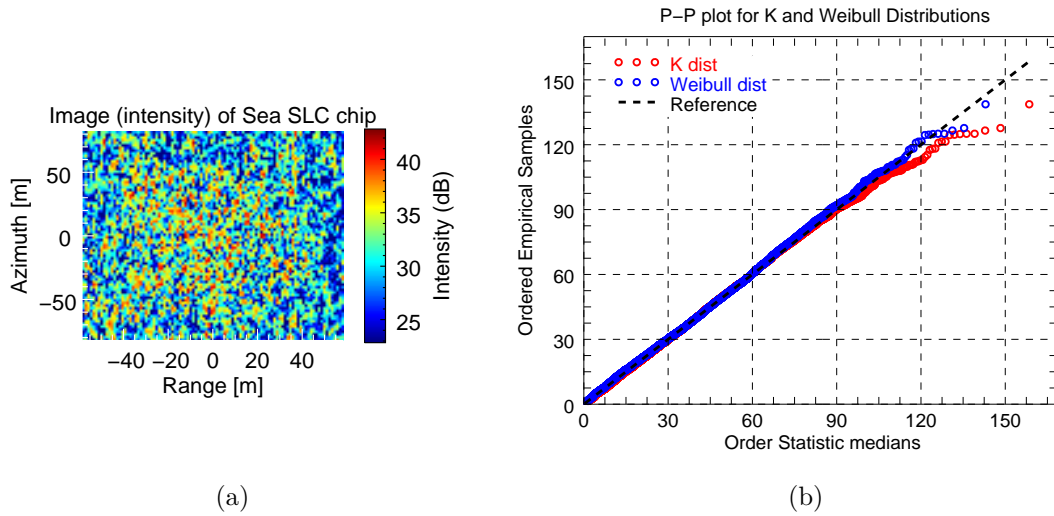 Image (intensity) of Sea SLC chip
Azimuth [m]
50
0
−50
−40 −20 0 20 40
Range [m]
40
35
30
25
Intensity (dB)
(a)
P−P plot for K and Weibull Distributions
K dist
Weibull dist
Reference
Ordered Empirical Samples
150
120
90
60
30
0
0 30 60 90 120 150
Order Statistic medians
(b)